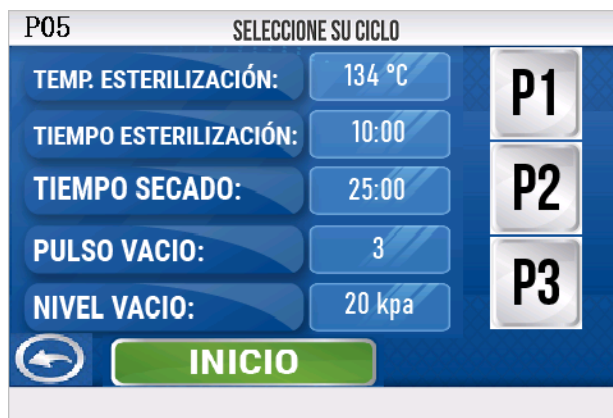 P05
SELECCIONE SU CICLO
TEMP. ESTERILIZACIÓN: 134 °C
TIEMPO ESTERILIZACIÓN: 10:00
TIEMPO SECADO: 25:00
PULSO VACIO: 3
NIVEL VACIO: 20 kpa
P1
P2
P3
INICIO